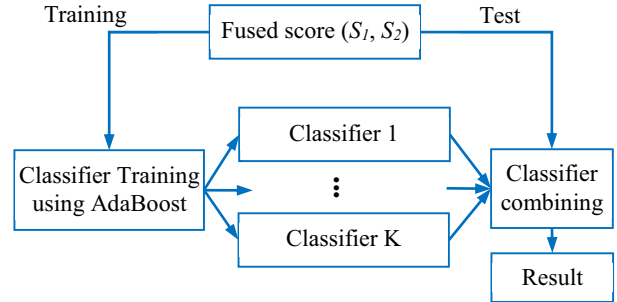 Training
Fused score (S1, S2)
Test
Classifier 1
Classifier Training
using AdaBoost
Classifier
combining
Classifier K
Result